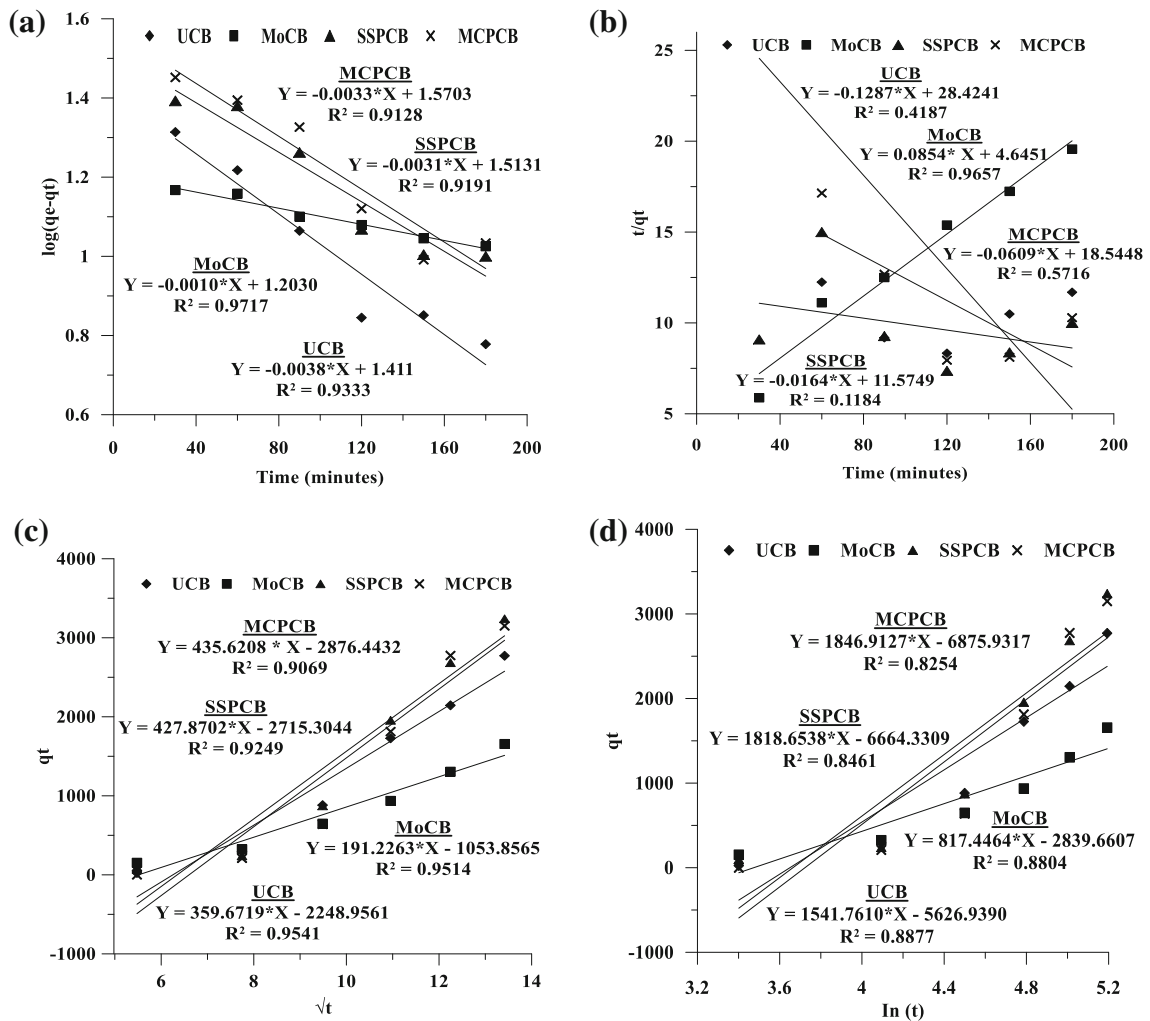 (a)
UCB MoCB SSPCB MCPCB
1.6
1.4
1.2
1
0.8
0.6
log(qe-qt)
MCPCB
Y = -0.0033*X + 1.5703
R² = 0.9128
SSPCB
Y = -0.0031*X + 1.5131
R² = 0.9191
MoCB
Y = -0.0010*X + 1.2030
R² = 0.9717
UCB
Y = -0.0038*X + 1.411
R² = 0.9333
0 40 80 120 160 200
Time (minutes)
(b)
UCB MoCB SSPCB MCPCB
25
20
15
10
5
t/qt
UCB
Y = -0.1287*X + 28.4241
R² = 0.4187
MoCB
Y = 0.0854* X + 4.6451
R² = 0.9657
MCPCB
Y = -0.0609*X + 18.5448
R² = 0.5716
SSPCB
Y = -0.0164*X + 11.5749
R² = 0.1184
0 40 80 120 160 200
Time (minutes)
(c)
UCB MoCB SSPCB MCPCB
4000
3000
2000
1000
0
-1000
qt
MCPCB
Y = 435.6208 * X - 2876.4432
R² = 0.9069
SSPCB
Y = 427.8702*X - 2715.3044
R² = 0.9249
MoCB
Y = 191.2263*X - 1053.8565
R² = 0.9514
UCB
Y = 359.6719*X - 2248.9561
R² = 0.9541
6 8 10 12 14
√t
(d)
UCB MoCB SSPCB MCPCB
4000
3000
2000
1000
0
-1000
qt
MCPCB
Y = 1846.9127*X - 6875.9317
R² = 0.8254
SSPCB
Y = 1818.6538*X - 6664.3309
R² = 0.8461
MoCB
Y = 817.4464*X - 2839.6607
R² = 0.8804
UCB
Y = 1541.7610*X - 5626.9390
R² = 0.8877
3.2 3.6 4 4.4 4.8 5.2
In (t)